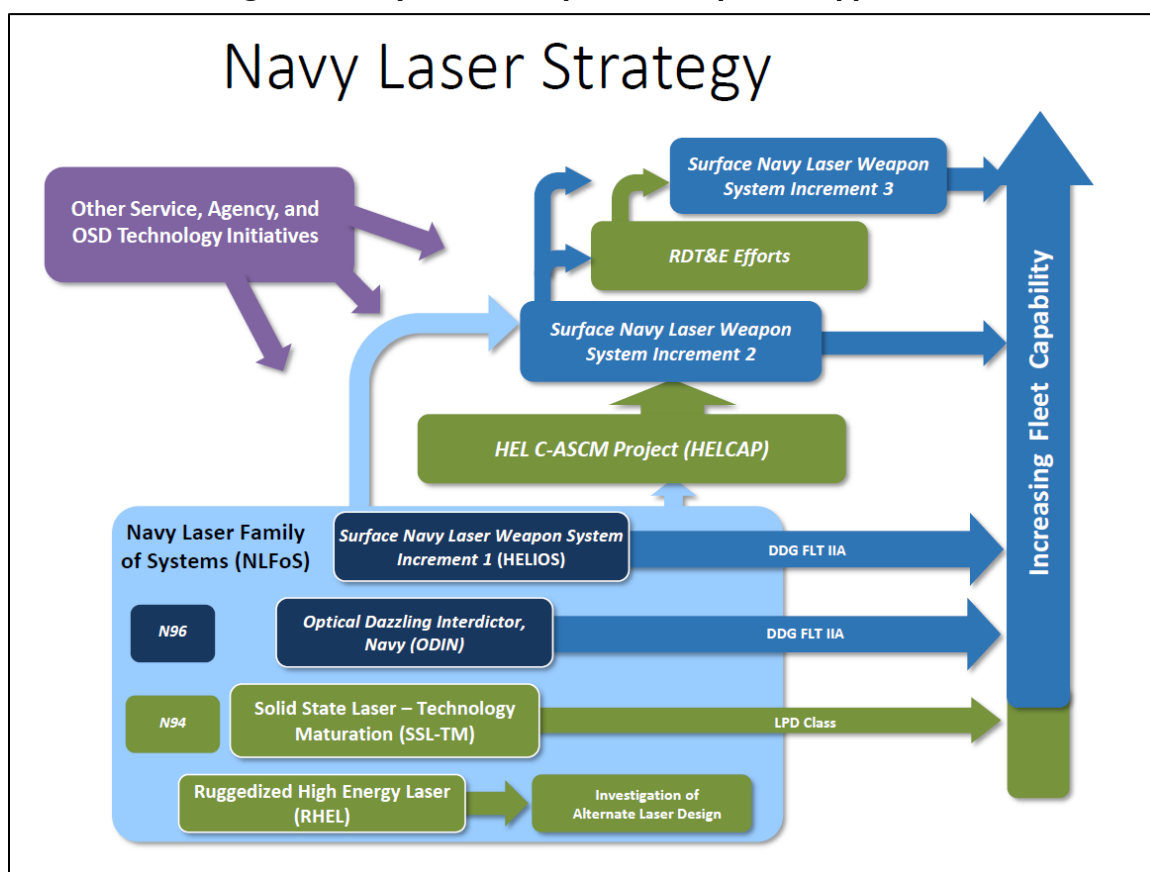 Navy Laser Strategy
Other Service, Agency, and
OSD Technology Initiatives
Surface Navy Laser Weapon
System Increment 3
RDT&E Efforts
Surface Navy Laser Weapon
System Increment 2
HEL C-ASCM Project (HELCAP)
Increasing Fleet Capability
Navy Laser Family
of Systems (NLFoS)
Surface Navy Laser Weapon System
Increment 1 (HELIOS)
DDG FLT IIA
N96
Optical Dazzling Interdictor,
Navy (ODIN)
DDG FLT IIA
N94
Solid State Laser – Technology
Maturation (SSL-TM)
LPD Class
Ruggedized High Energy Laser
(RHEL)
Investigation of
Alternate Laser Design